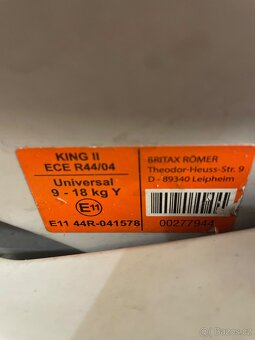 KING II
ECE R44/04
Universal
9 - 18 kg Y
E11
E11 44R-041578
BRITAX RÖMER
Theodor-Heuss-Str. 9
D - 89340 Leipheim
00277944